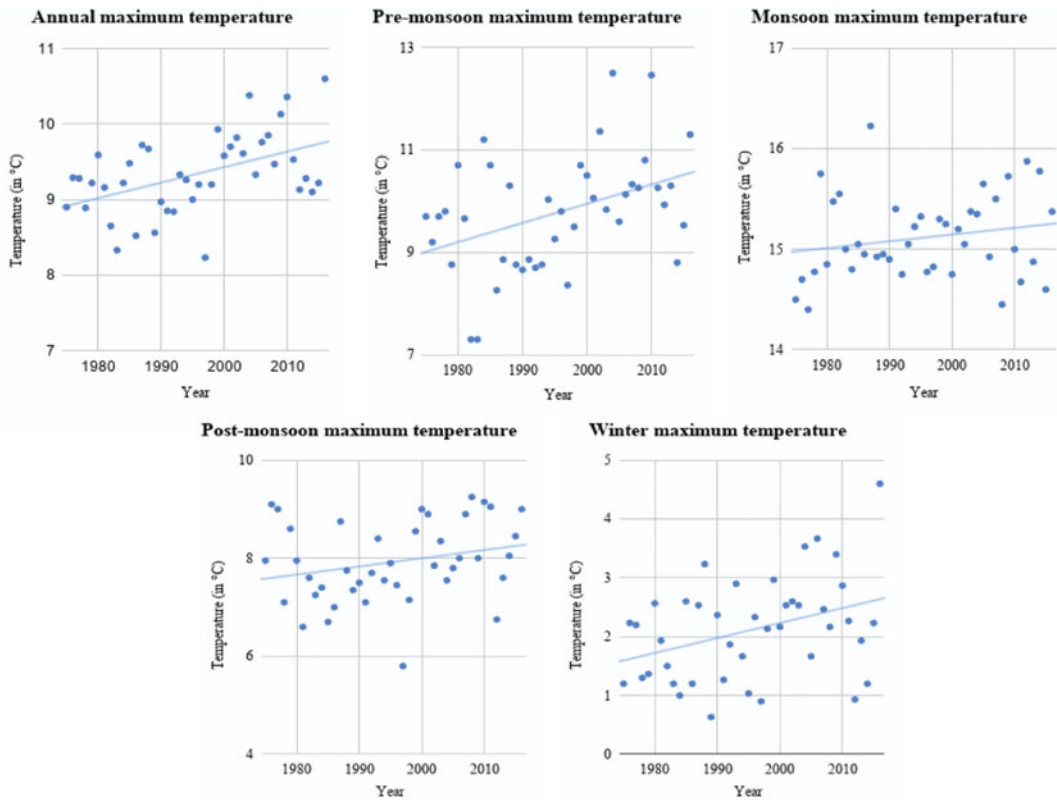 Annual maximum temperature
11
10
9
8
7
Temperature (in °C)
1980 1990 2000 2010
Year
Pre-monsoon maximum temperature
13
11
9
7
Temperature (in °C)
1980 1990 2000 2010
Year
Monsoon maximum temperature
17
16
15
14
Temperature (in °C)
1980 1990 2000 2010
Year
Post-monsoon maximum temperature
10
8
6
4
Temperature (in °C)
1980 1990 2000 2010
Year
Winter maximum temperature
5
4
3
2
1
0
Temperature (in °C)
1980 1990 2000 2010
Year